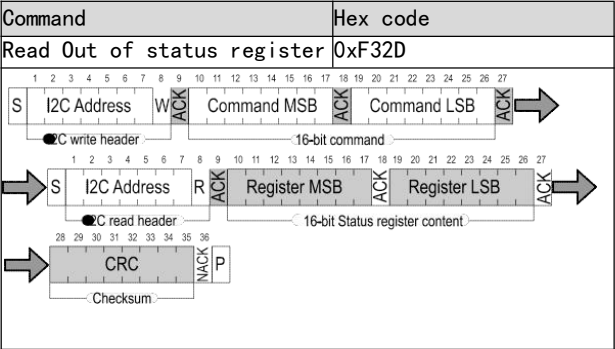 Command Hex code
Read Out of status register 0xF32D
1 2 3 4 5 6 7 8 9 10 11 12 13 14 15 16 17 18 19 20 21 22 23 24 25 26 27
S I2C Address W ACK Command MSB ACK Command LSB ACK
I2C write header 16-bit command
1 2 3 4 5 6 7 8 9 10 11 12 13 14 15 16 17 18 19 20 21 22 23 24 25 26 27
S I2C Address R ACK Register MSB ACK Register LSB ACK
I2C read header 16-bit Status register content
28 29 30 31 32 33 34 35 36
CRC NACK P
Checksum